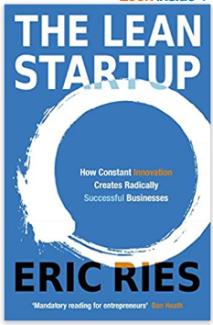 THE LEAN
STARTUP
How Constant Innovation
Creates Radically
Successful Businesses
ERIC RIES
'Mandatory reading for entrepreneurs' Dan Heath